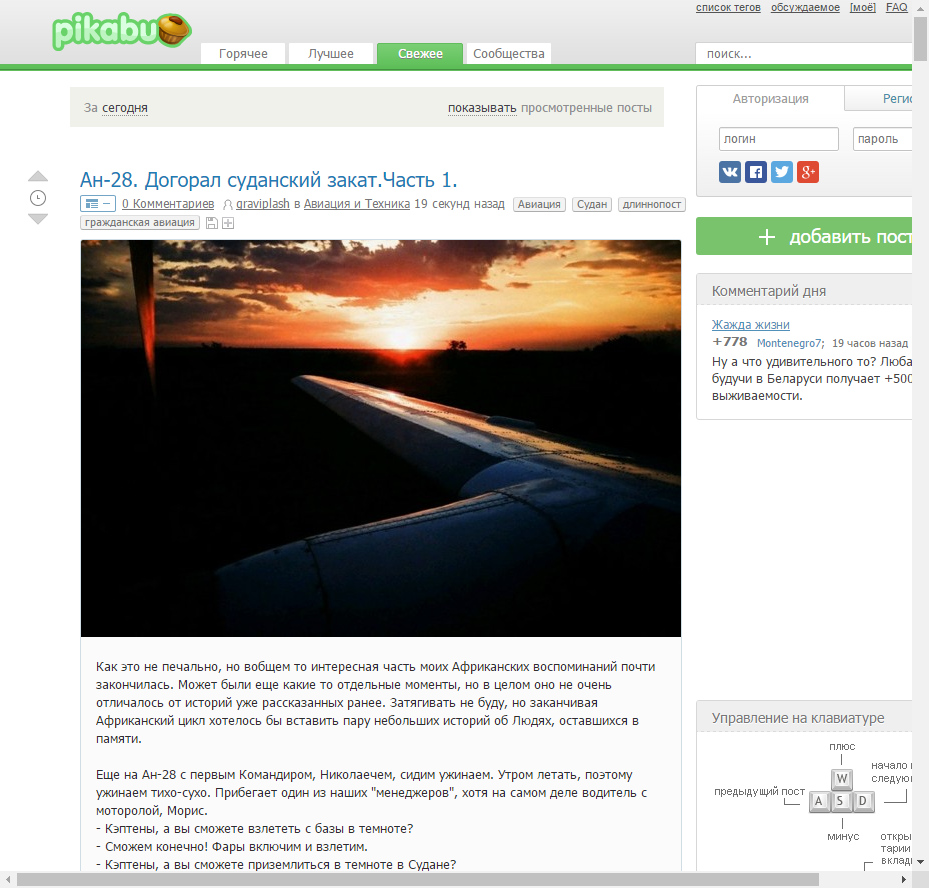 список тегов обсуждаемое [моё] FAQ
pikabu
Горячее Лучшее Свежее Сообщества
поиск...
За сегодня показывать просмотренные посты
Авторизация
логин пароль
Ан-28. Догорал суданский закат.Часть 1.
0 Комментариев graviplash в Авиация и Техника 19 секунд назад Авиация Судан длиннопост
гражданская авиация
добавить пост
Комментарий дня
Жажда жизни
+778 Montenegro7; 19 часов назад
Ну а что удивительного то? Люба
будучи в Беларуси получает +500
выживаемости.
Как это не печально, но вобщем то интересная часть моих Африканских воспоминаний почти
закончилась. Может были еще какие то отдельные моменты, но в целом оно не очень
отличалось от историй уже рассказанных ранее. Затягивать не буду, но заканчивая
Африканский цикл хотелось бы вставить пару небольших историй об Людях, оставшихся в
памяти.
Еще на Ан-28 с первым Командиром, Николаечем, сидим ужинаем. Утром летать, поэтому
ужинаем тихо-сухо. Прибегает один из наших "менеджеров", хотя на самом деле водитель с
моторолой, Морис.
- Кэптены, а вы сможете взлететь с базы в темноте?
- Сможем конечно! Фары включим и взлетим.
- Кэптены, а вы сможете приземлиться в темноте в Судане?
Управление на клавиатуре
плюс
начало
W
предыдущий пост
A S D
минус
тарии